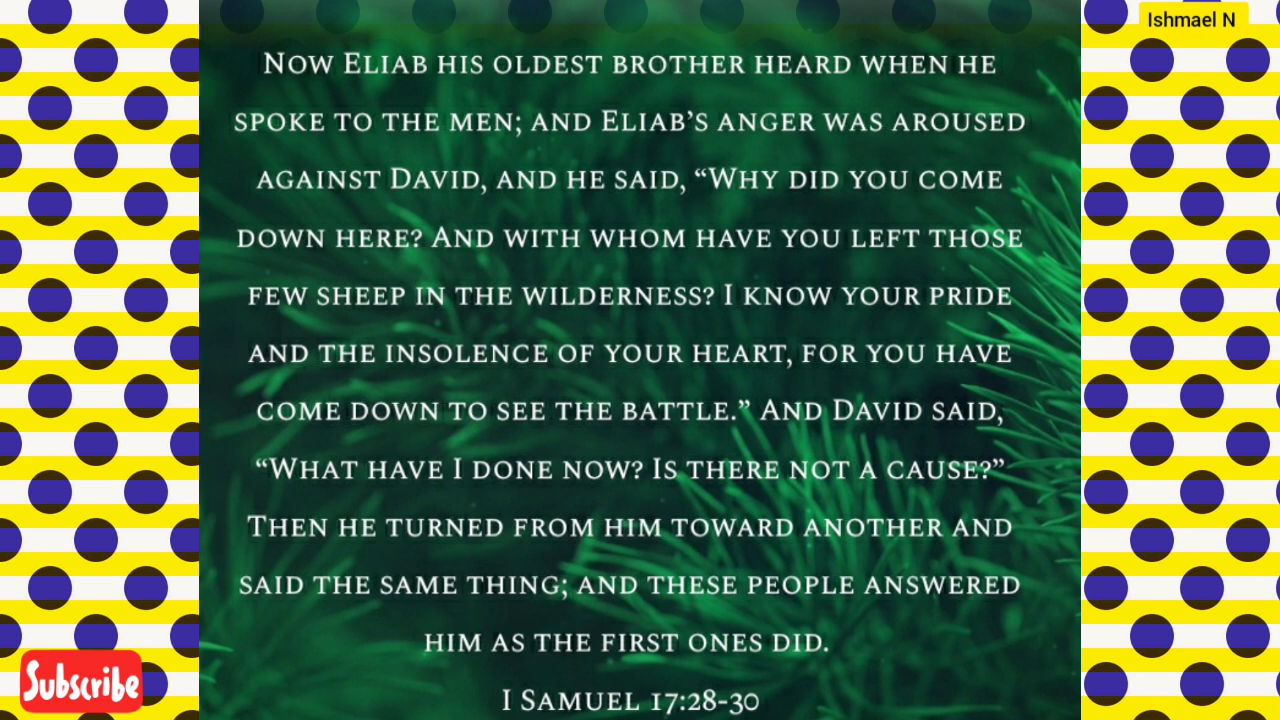 Ishmael N
Now Eliab his oldest brother heard when he
spoke to the men; and Eliab’s anger was aroused
against David, and he said, “Why did you come
down here? And with whom have you left those
few sheep in the wilderness? I know your pride
and the insolence of your heart, for you have
come down to see the battle.” And David said,
“What have I done now? Is there not a cause?”
Then he turned from him toward another and
said the same thing; and these people answered
him as the first ones did.
I Samuel 17:28-30
Subscribe